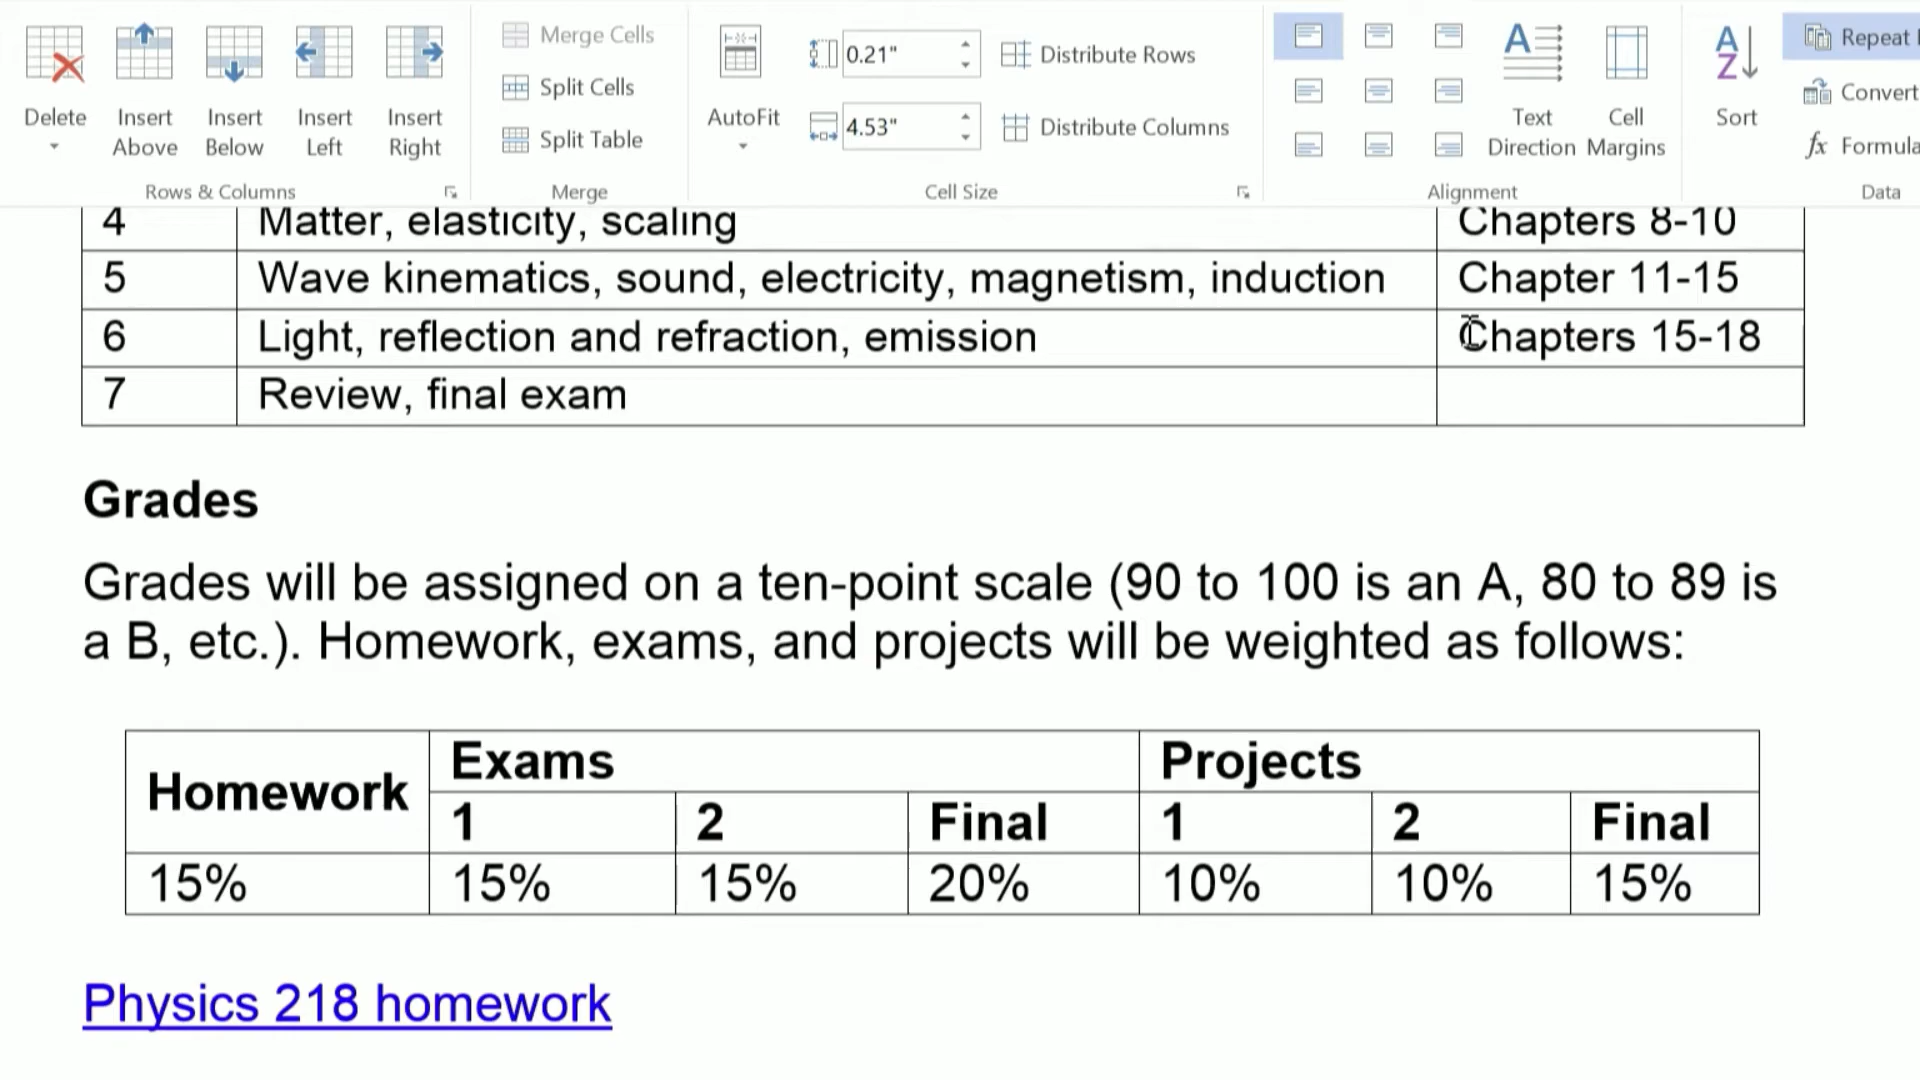 Delete
Insert Above
Insert Below
Insert Left
Insert Right
Rows & Columns
Merge Cells
Split Cells
Split Table
Merge
AutoFit
0.21"
4.53"
Distribute Rows
Distribute Columns
Cell Size
Text Direction
Cell Margins
Alignment
A Z
Sort
Repeat
Convert
fx Formula
Data
4 Matter, elasticity, scaling Chapters 8-10
5 Wave kinematics, sound, electricity, magnetism, induction Chapter 11-15
6 Light, reflection and refraction, emission Chapters 15-18
7 Review, final exam
Grades
Grades will be assigned on a ten-point scale (90 to 100 is an A, 80 to 89 is
a B, etc.). Homework, exams, and projects will be weighted as follows:
Homework Exams Projects
1 2 Final 1 2 Final
15% 15% 15% 20% 10% 10% 15%
Physics 218 homework